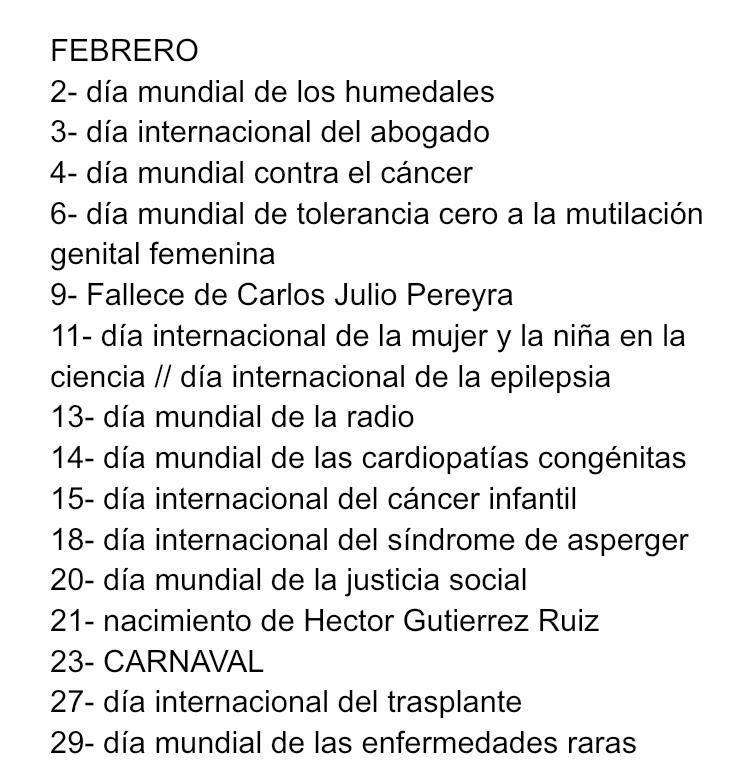 FEBRERO
2- día mundial de los humedales
3- día internacional del abogado
4- día mundial contra el cáncer
6- día mundial de tolerancia cero a la mutilación
genital femenina
9- Fallece de Carlos Julio Pereyra
11- día internacional de la mujer y la niña en la
ciencia // día internacional de la epilepsia
13- día mundial de la radio
14- día mundial de las cardiopatías congénitas
15- día internacional del cáncer infantil
18- día internacional del síndrome de asperger
20- día mundial de la justicia social
21- nacimiento de Hector Gutierrez Ruiz
23- CARNAVAL
27- día internacional del trasplante
29- día mundial de las enfermedades raras